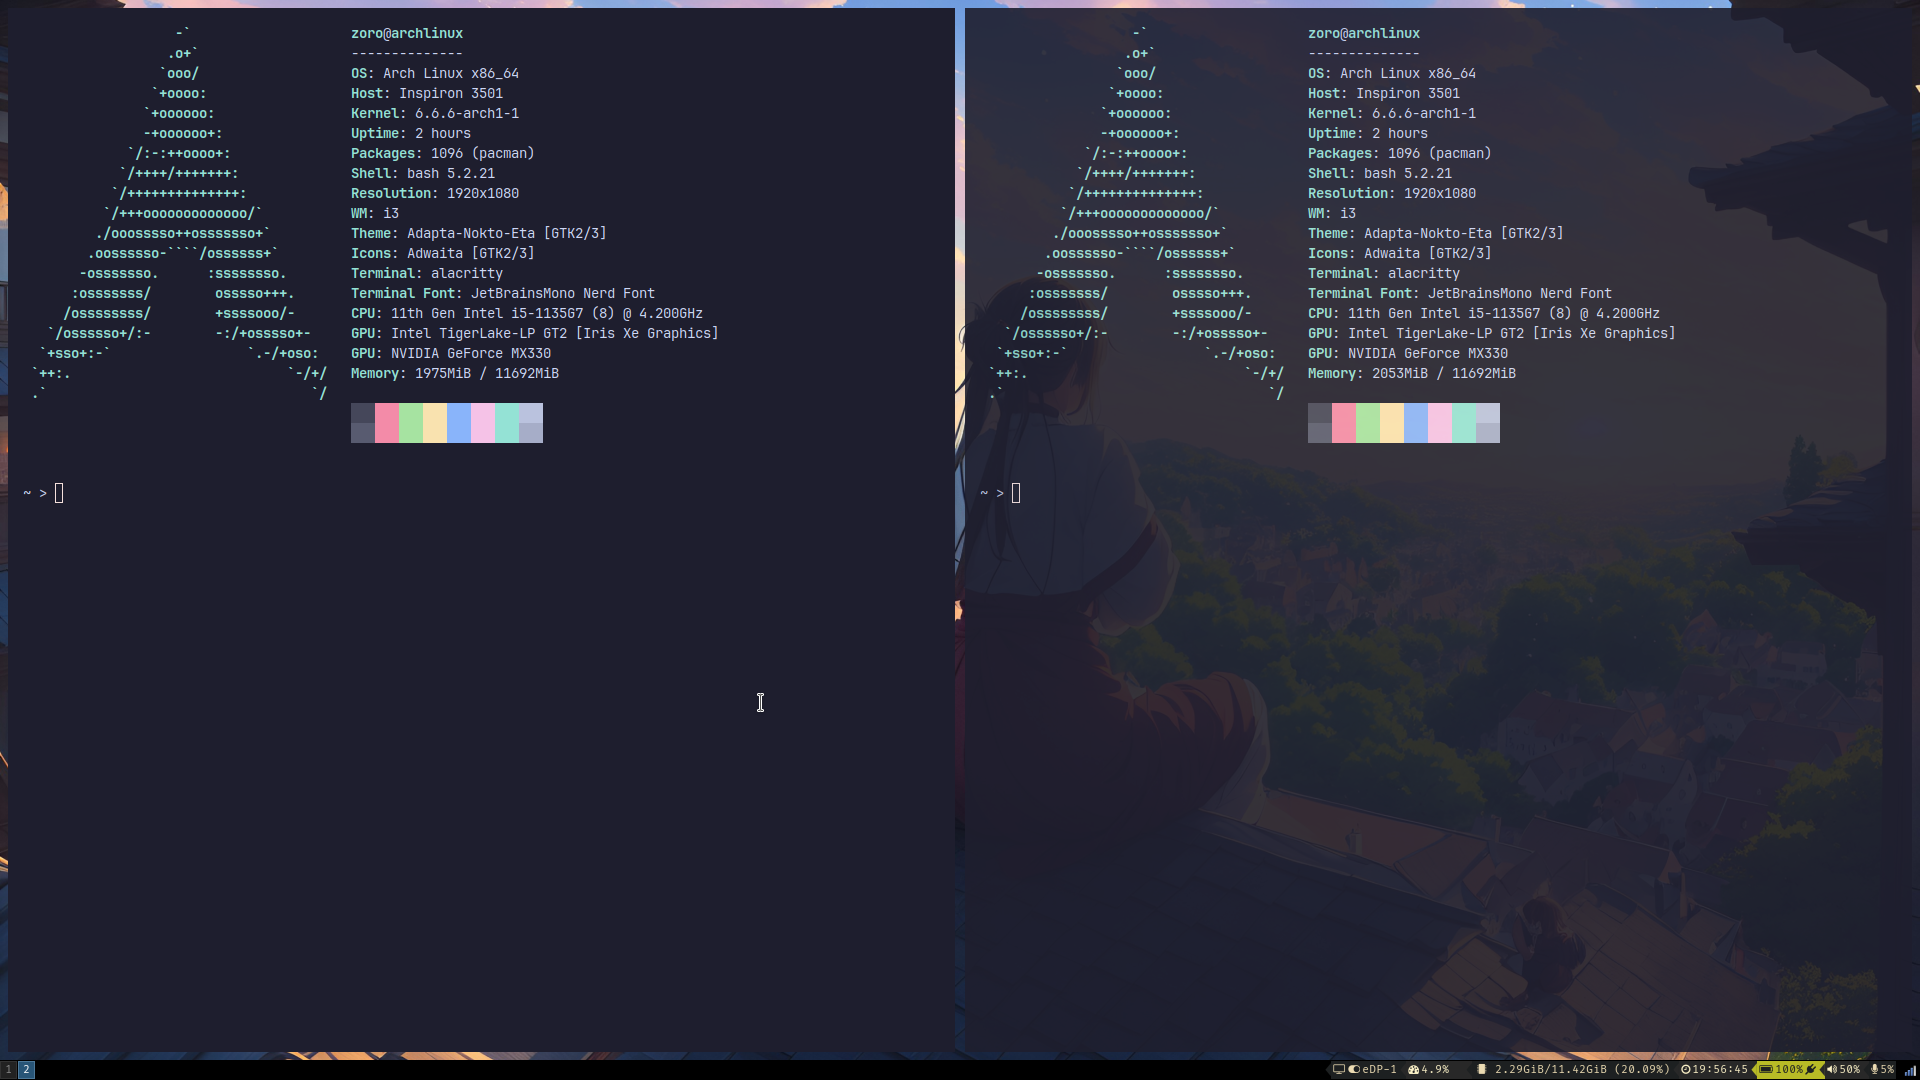 -`
.o+`
`ooo/
`+oooo:
`+oooooo:
-+oooooo+:
`/:-:++oooo+:
`/++++/+++++++:
`/++++++++++++++:
`/+++ooooooooooooo/`
./ooosssso++osssssso+`
.oossssso-````/ossssss+`
-osssssso.      :ssssssso.
:osssssss/        osssso+++.
/ossssssss/        +ssssooo/-
`/ossssso+/:-        -:/+osssso+-
`+sso+:-`                 `.-/+oso:
`++:.                           `-/+/
.`                                 `/
zoro@archlinux
--------------
OS: Arch Linux x86_64
Host: Inspiron 3501
Kernel: 6.6.6-arch1-1
Uptime: 2 hours
Packages: 1096 (pacman)
Shell: bash 5.2.21
Resolution: 1920x1080
WM: i3
Theme: Adapta-Nokto-Eta [GTK2/3]
Icons: Adwaita [GTK2/3]
Terminal: alacritty
Terminal Font: JetBrainsMono Nerd Font
CPU: 11th Gen Intel i5-1135G7 (8) @ 4.200GHz
GPU: Intel TigerLake-LP GT2 [Iris Xe Graphics]
GPU: NVIDIA GeForce MX330
Memory: 1975MiB / 11692MiB
~ >
-`
.o+`
`ooo/
`+oooo:
`+oooooo:
-+oooooo+:
`/:-:++oooo+:
`/++++/+++++++:
`/++++++++++++++:
`/+++ooooooooooooo/`
./ooosssso++osssssso+`
.oossssso-````/ossssss+`
-osssssso.      :ssssssso.
:osssssss/        osssso+++.
/ossssssss/        +ssssooo/-
`/ossssso+/:-        -:/+osssso+-
`+sso+:-`                 `.-/+oso:
`++:.                           `-/+/
.`                                 `/
zoro@archlinux
--------------
OS: Arch Linux x86_64
Host: Inspiron 3501
Kernel: 6.6.6-arch1-1
Uptime: 2 hours
Packages: 1096 (pacman)
Shell: bash 5.2.21
Resolution: 1920x1080
WM: i3
Theme: Adapta-Nokto-Eta [GTK2/3]
Icons: Adwaita [GTK2/3]
Terminal: alacritty
Terminal Font: JetBrainsMono Nerd Font
CPU: 11th Gen Intel i5-1135G7 (8) @ 4.200GHz
GPU: Intel TigerLake-LP GT2 [Iris Xe Graphics]
GPU: NVIDIA GeForce MX330
Memory: 2053MiB / 11692MiB
~ >
1 2 eDP-1 4.9% 2.29GiB/11.42GiB (20.09%) 19:56:45 100% 50% 5%